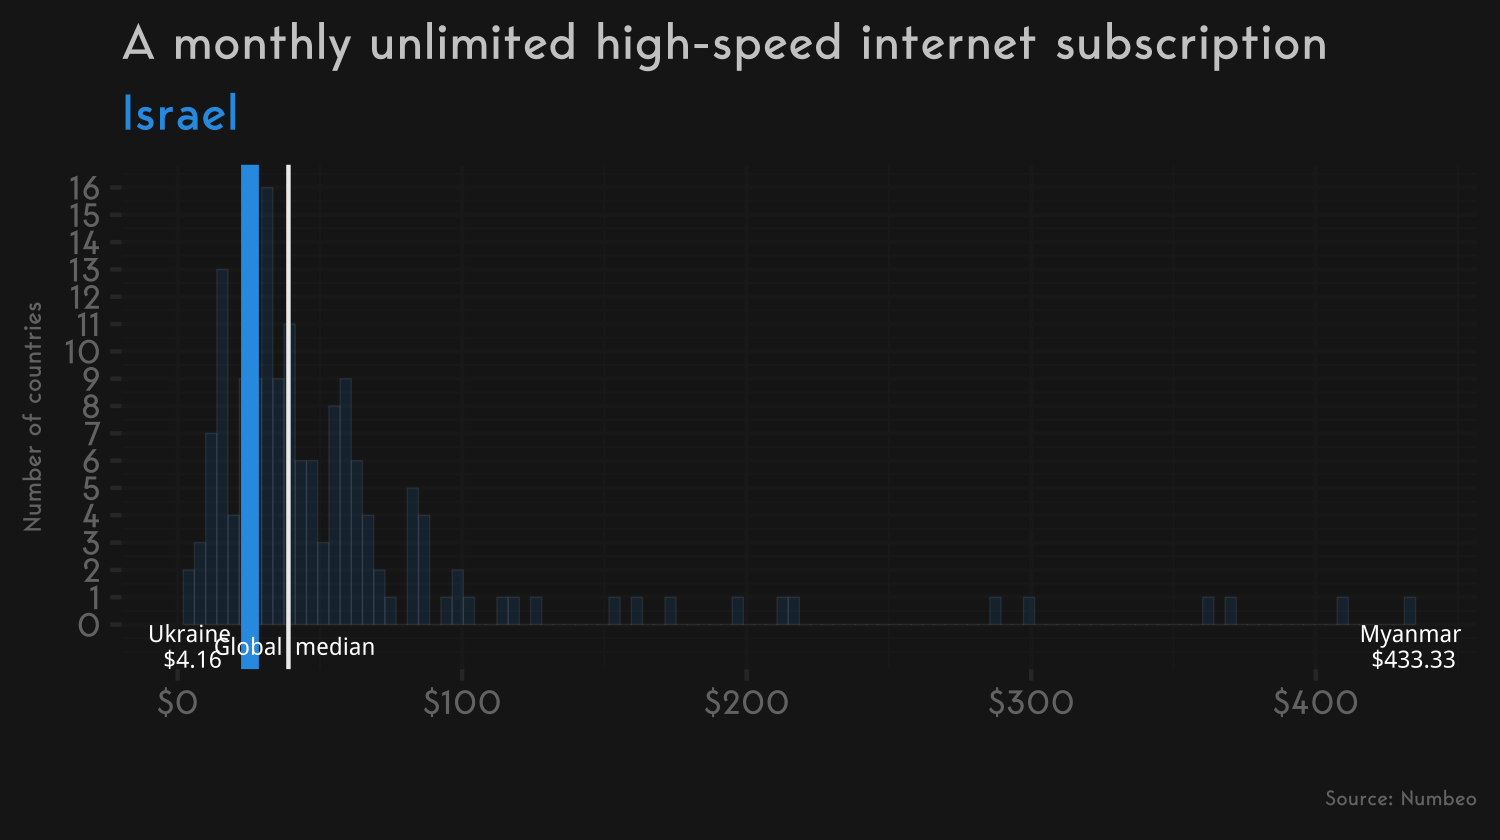 A monthly unlimited high-speed internet subscription
Israel
Number of countries
16
15
14
13
12
11
10
9
8
7
6
5
4
3
2
1
0
Ukraine
$4.16
Global median
Myanmar
$433.33
$0 $100 $200 $300 $400
Source: Numbeo